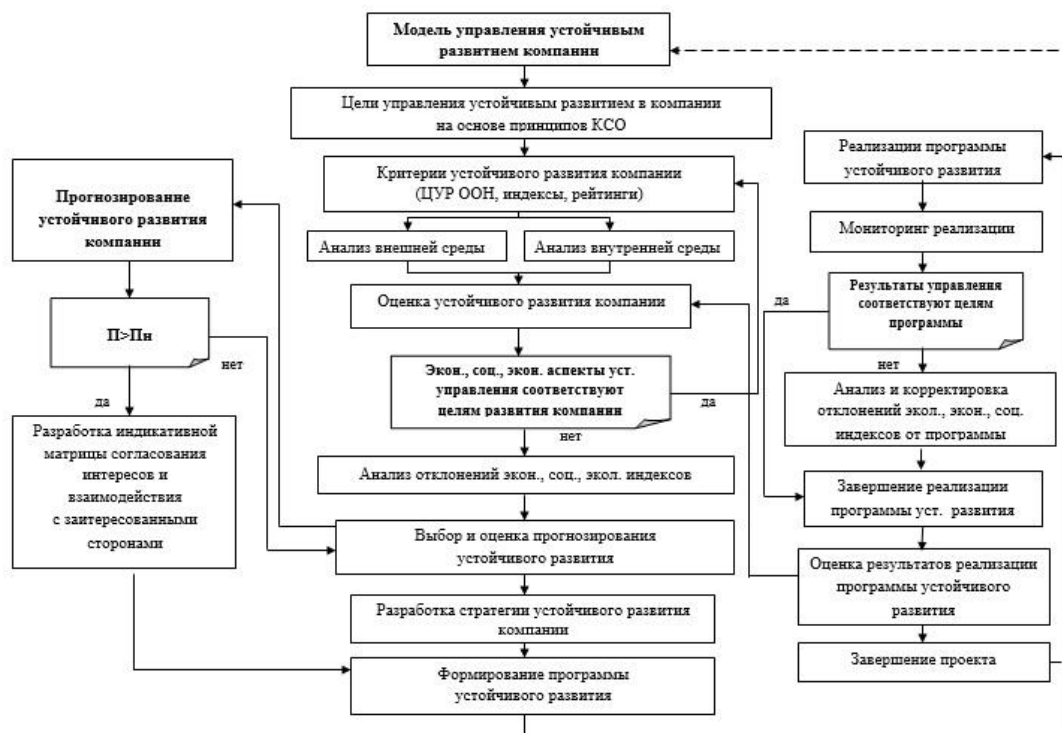 Модель управления устойчивым
развитием компании
Цели управления устойчивым развитием в компании
на основе принципов КСО
Критерии устойчивого развития компании
(ЦУР ООН, индексы, рейтинги)
Анализ внешней среды
Анализ внутренней среды
Оценка устойчивого развития компании
Экон., соц., экон. аспекты уст.
управления соответствуют
целям развития компании
да
нет
Анализ отклонений экон., соц., экол. индексов
Выбор и оценка прогнозирования
устойчивого развития
Разработка стратегии устойчивого развития
компании
Формирование программы
устойчивого развития
Прогнозирование
устойчивого развития
компании
П>Пн
нет
да
Разработка индикативной
матрицы согласования
интересов и
взаимодействия
с заитересованными
сторонами
Реализации программы
устойчивого развития
Мониторинг реализации
Результаты управления
соответствуют целям
программы
да
нет
Анализ и корректировка
отклонений экол., экон., соц.
индексов от программы
Завершение реализации
программы уст. развития
Оценка результатов реализации
программы устойчивого
развития
Завершение проекта